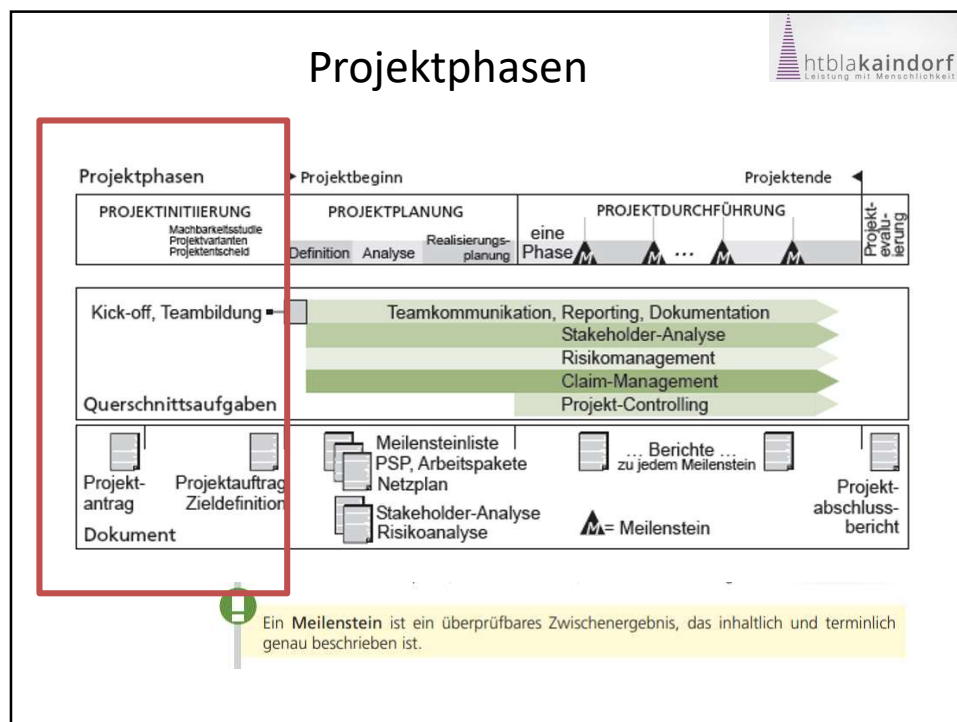 Projektphasen
htblakaindorf
Leistung mit Menschlichkeit
Projektphasen
Projektbeginn
Projektende
PROJEKTINITIIERUNG
Machbarkeitsstudie
Projektvarianten
Projektentscheid
PROJEKTPLANUNG
Definition
Analyse
Realisierungs-
planung
PROJEKTDURCHFÜHRUNG
eine
Phase
M
M
...
M
M
Projekt-
evalu-
ierung
Kick-off, Teambildung
Teamkommunikation, Reporting, Dokumentation
Stakeholder-Analyse
Risikomanagement
Claim-Management
Projekt-Controlling
Querschnittsaufgaben
Projekt-
antrag
Projektauftrag
Zieldefinition
Meilensteinliste
PSP, Arbeitspakete
Netzplan
Stakeholder-Analyse
Risikoanalyse
... Berichte ...
zu jedem Meilenstein
M = Meilenstein
Projekt-
abschluss-
bericht
Dokument
Ein Meilenstein ist ein überprüfbares Zwischenergebnis, das inhaltlich und terminlich
genau beschrieben ist.